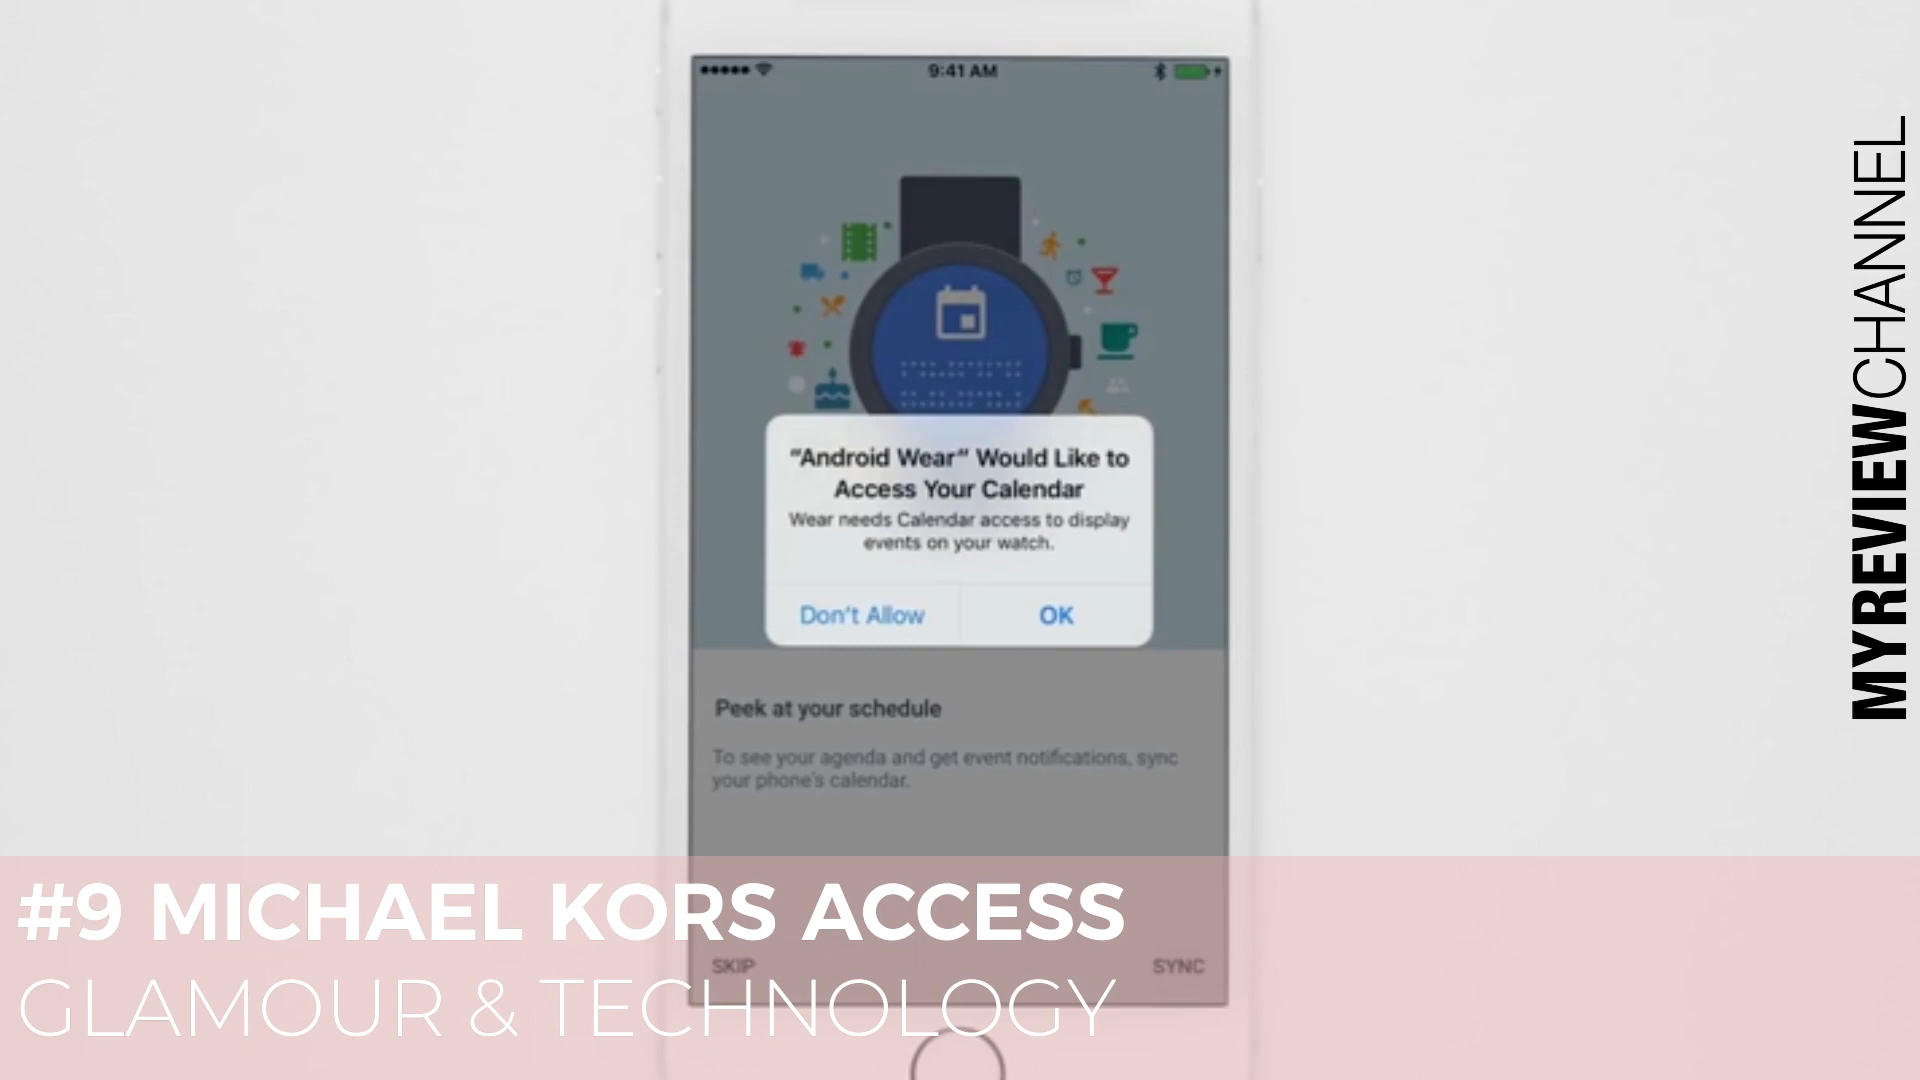 9:41 AM
“Android Wear” Would Like to
Access Your Calendar
Wear needs Calendar access to display
events on your watch.
Don't Allow
OK
Peek at your schedule
To see your agenda and get event notifications, sync
your phone's calendar.
SKIP
SYNC
#9 MICHAEL KORS ACCESS
GLAMOUR & TECHNOLOGY
MYREVIEWCHANNEL